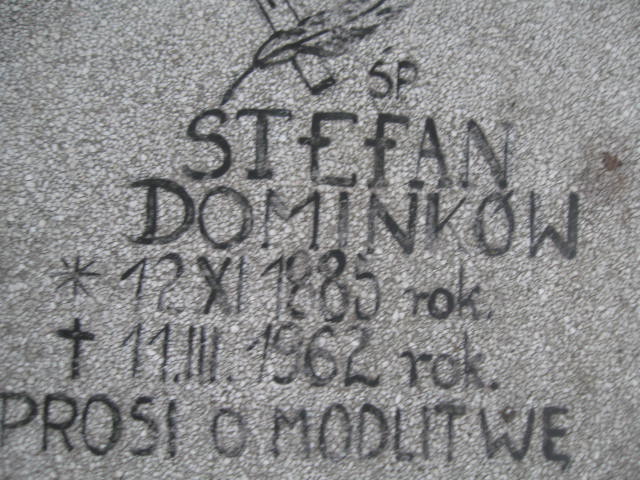 ŚP.
STEFAN
DOMINKÓW
* 12 XI 1885 rok.
† 11.III. 1962 rok.
PROSI O MODLITWĘ